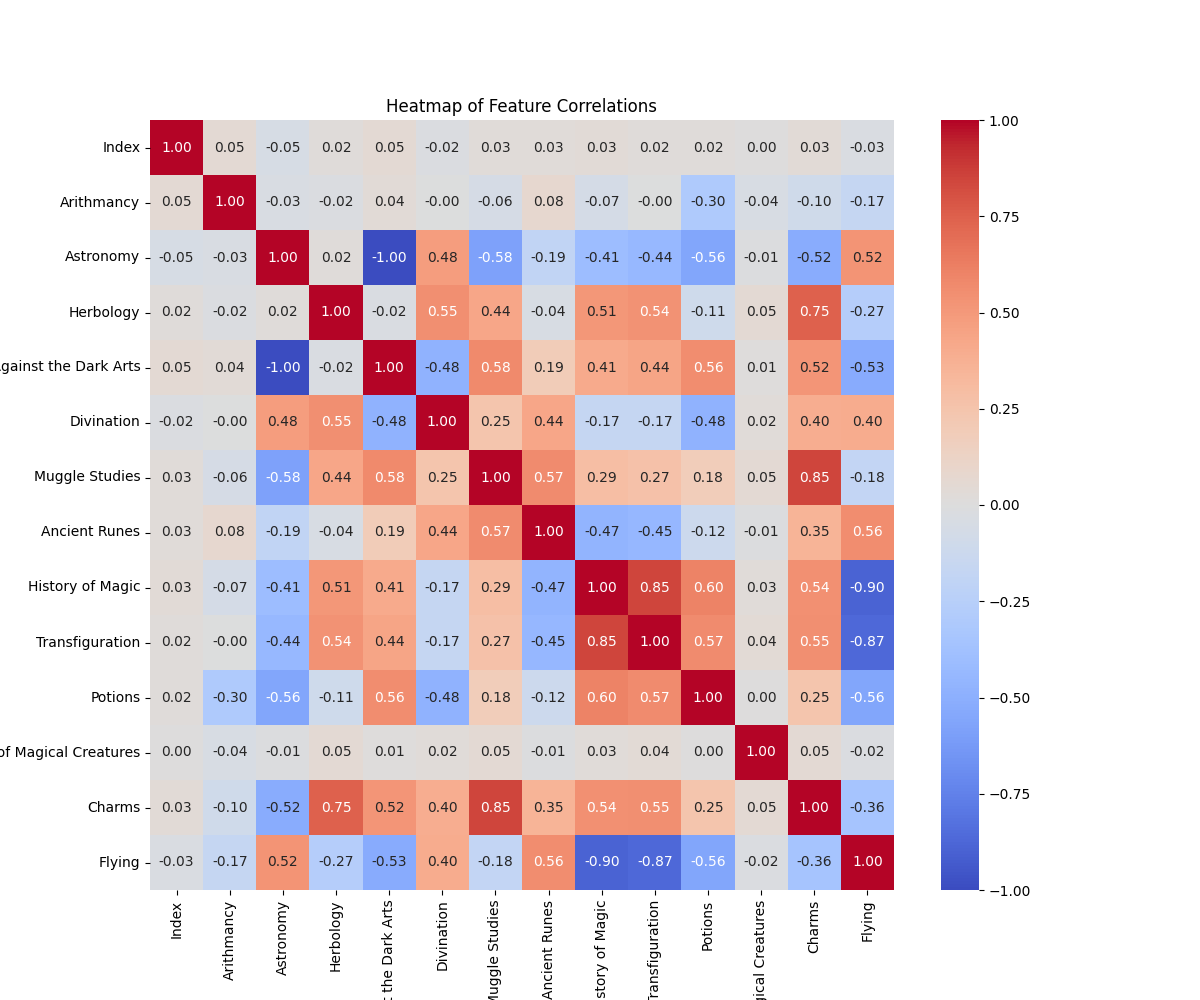 Heatmap of Feature Correlations
Index 1.00 0.05 -0.05 0.02 0.05 -0.02 0.03 0.03 0.03 0.02 0.02 0.00 0.03 -0.03
Arithmancy 0.05 1.00 -0.03 -0.02 0.04 -0.00 -0.06 0.08 -0.07 -0.00 -0.30 -0.04 -0.10 -0.17
Astronomy -0.05 -0.03 1.00 0.02 -1.00 0.48 -0.58 -0.19 -0.41 -0.44 -0.56 -0.01 -0.52 0.52
Herbology 0.02 -0.02 0.02 1.00 -0.02 0.55 0.44 -0.04 0.51 0.54 -0.11 0.05 0.75 -0.27
gainst the Dark Arts 0.05 0.04 -1.00 -0.02 1.00 -0.48 0.58 0.19 0.41 0.44 0.56 0.01 0.52 -0.53
Divination -0.02 -0.00 0.48 0.55 -0.48 1.00 0.25 0.44 -0.17 -0.17 -0.48 0.02 0.40 0.40
Muggle Studies 0.03 -0.06 -0.58 0.44 0.58 0.25 1.00 0.57 0.29 0.27 0.18 0.05 0.85 -0.18
Ancient Runes 0.03 0.08 -0.19 -0.04 0.19 0.44 0.57 1.00 -0.47 -0.45 -0.12 -0.01 0.35 0.56
History of Magic 0.03 -0.07 -0.41 0.51 0.41 -0.17 0.29 -0.47 1.00 0.85 0.60 0.03 0.54 -0.90
Transfiguration 0.02 -0.00 -0.44 0.54 0.44 -0.17 0.27 -0.45 0.85 1.00 0.57 0.04 0.55 -0.87
Potions 0.02 -0.30 -0.56 -0.11 0.56 -0.48 0.18 -0.12 0.60 0.57 1.00 0.00 0.25 -0.56
of Magical Creatures 0.00 -0.04 -0.01 0.05 0.01 0.02 0.05 -0.01 0.03 0.04 0.00 1.00 0.05 -0.02
Charms 0.03 -0.10 -0.52 0.75 0.52 0.40 0.85 0.35 0.54 0.55 0.25 0.05 1.00 -0.36
Flying -0.03 -0.17 0.52 -0.27 -0.53 0.40 -0.18 0.56 -0.90 -0.87 -0.56 -0.02 -0.36 1.00
Index
Arithmancy
Astronomy
Herbology
t the Dark Arts
Divination
Muggle Studies
Ancient Runes
story of Magic
Transfiguration
Potions
gical Creatures
Charms
Flying
1.00
0.75
0.50
0.25
0.00
−0.25
−0.50
−0.75
−1.00